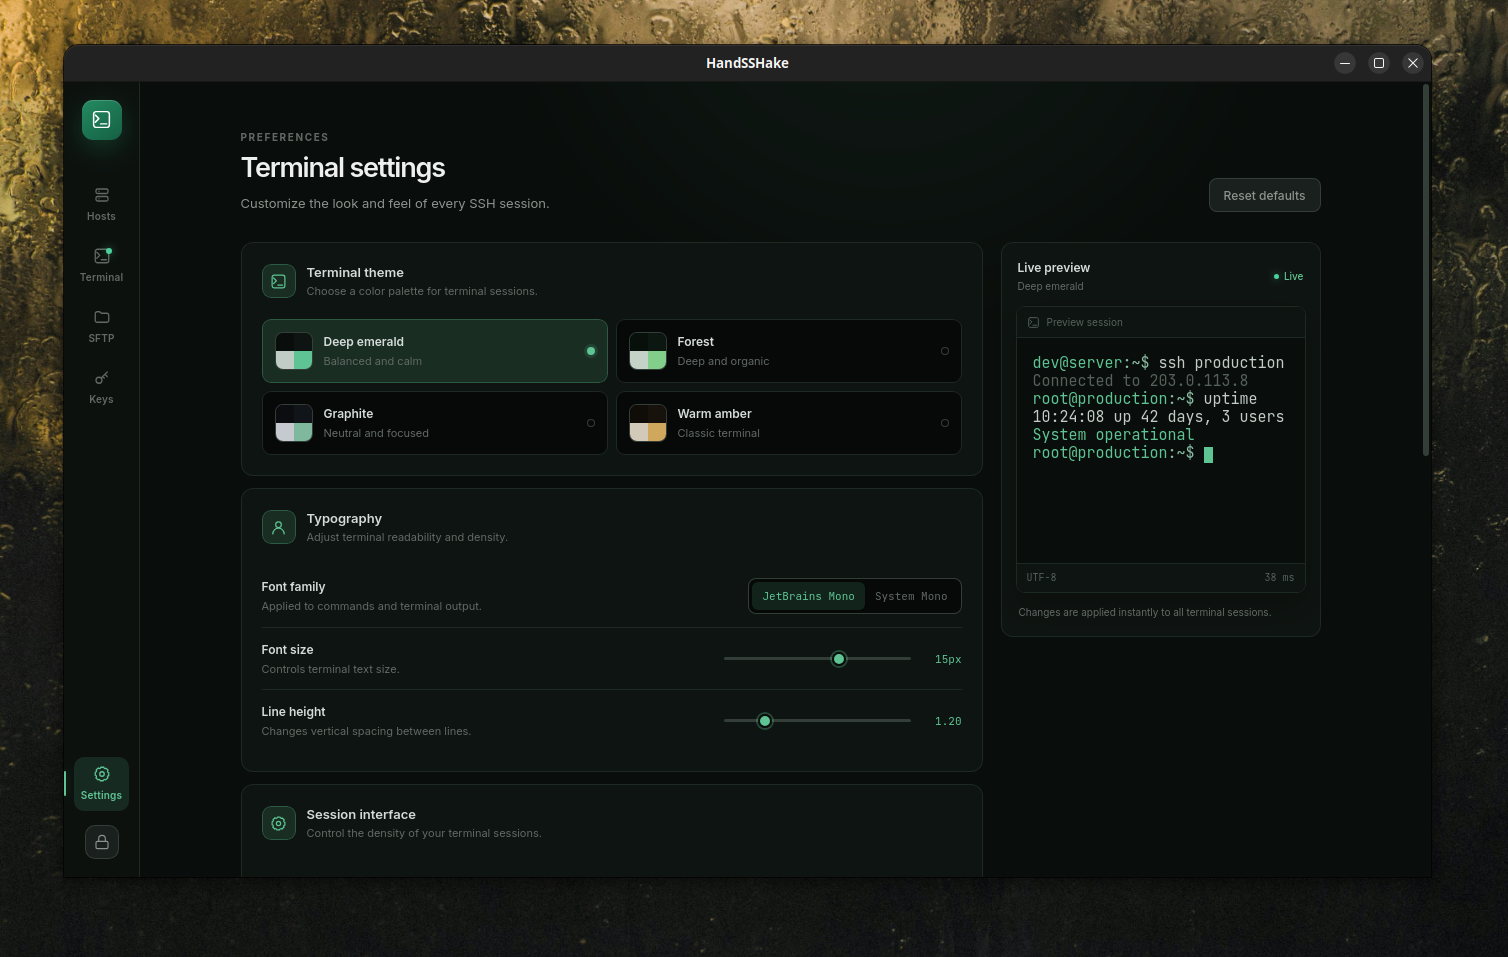 HandSSHake
Hosts
Terminal
SFTP
Keys
Settings
PREFERENCES
Terminal settings
Customize the look and feel of every SSH session.
Reset defaults
Terminal theme
Choose a color palette for terminal sessions.
Deep emerald
Balanced and calm
Forest
Deep and organic
Graphite
Neutral and focused
Warm amber
Classic terminal
Typography
Adjust terminal readability and density.
Font family
Applied to commands and terminal output.
JetBrains Mono
System Mono
Font size
Controls terminal text size.
15px
Line height
Changes vertical spacing between lines.
1.20
Session interface
Control the density of your terminal sessions.
Live preview
Deep emerald
Live
Preview session
dev@server:~$ ssh production
Connected to 203.0.113.8
root@production:~$ uptime
10:24:08 up 42 days, 3 users
System operational
root@production:~$
UTF-8
38 ms
Changes are applied instantly to all terminal sessions.